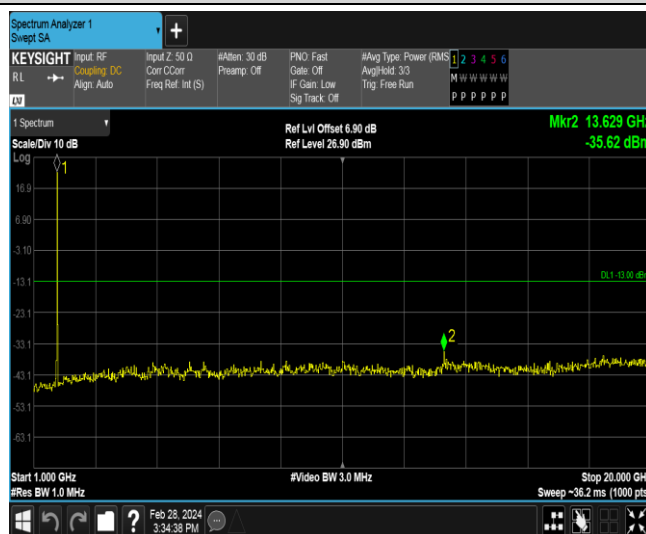 Spectrum Analyzer 1
Swept SA
+
KEYSIGHT
RL
LXI
Input: RF
Coupling: DC
Align: Auto
Input Z: 50 Ω
Corr CCorr
Freq Ref: Int (S)
#Atten: 30 dB
Preamp: Off
PNO: Fast
Gate: Off
IF Gain: Low
Sig Track: Off
#Avg Type: Power (RMS
Avg|Hold: 3/3
Trig: Free Run
1 2 3 4 5 6
M W W W W W
P P P P P P
1 Spectrum
Scale/Div 10 dB
Log
Ref Lvl Offset 6.90 dB
Ref Level 26.90 dBm
Mkr2 13.629 GHz
-35.62 dBm
1
16.9
6.90
-3.10
-13.1
DL1 -13.00 dBm
2
-33.1
-43.1
-53.1
-63.1
Start 1.000 GHz
#Res BW 1.0 MHz
#Video BW 3.0 MHz
Stop 20.000 GHz
Sweep ~36.2 ms (1000 pts
?
Feb 28, 2024
3:34:38 PM